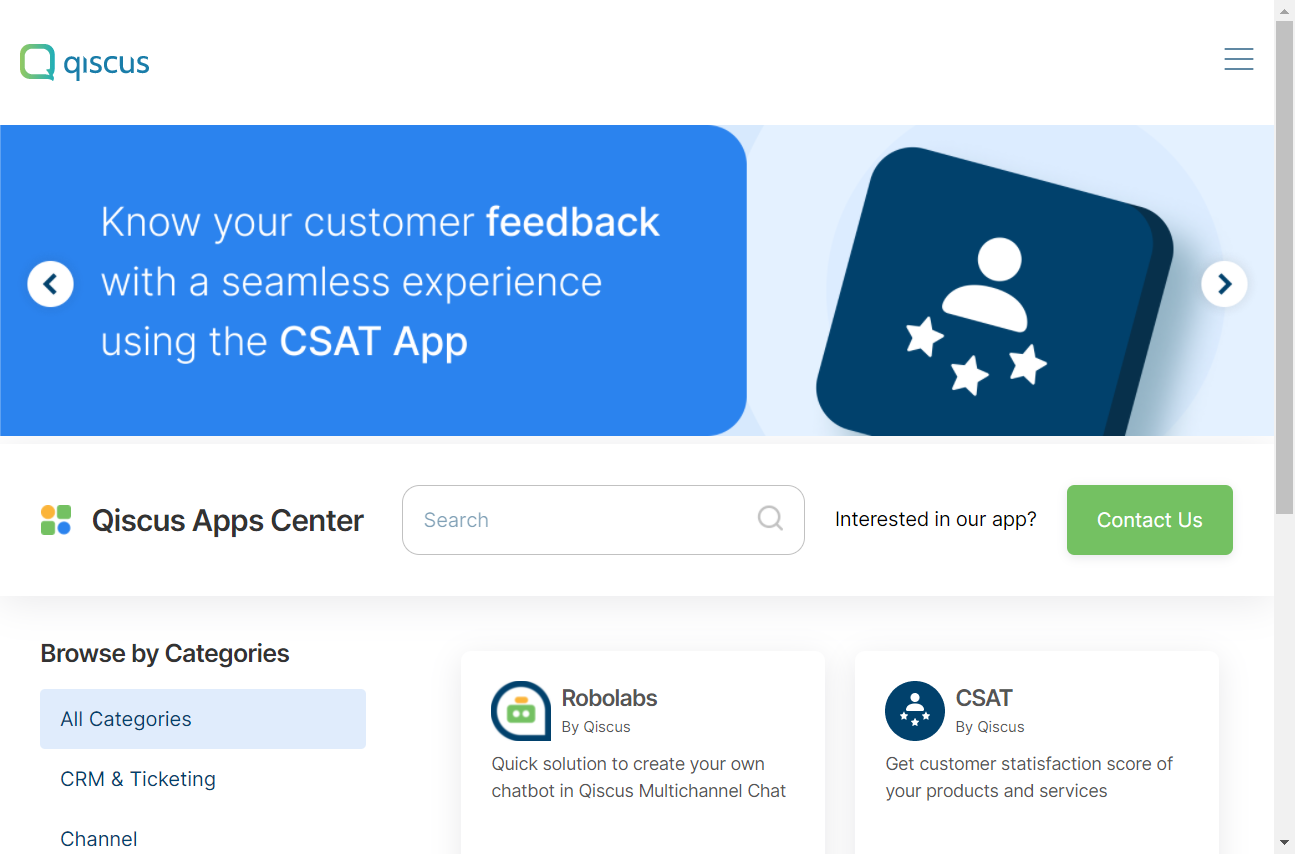 qiscus
Know your customer feedback
with a seamless experience
using the CSAT App
Qiscus Apps Center
Search
Interested in our app?
Contact Us
Browse by Categories
All Categories
CRM & Ticketing
Channel
Robolabs
By Qiscus
Quick solution to create your own
chatbot in Qiscus Multichannel Chat
CSAT
By Qiscus
Get customer statisfaction score of
your products and services